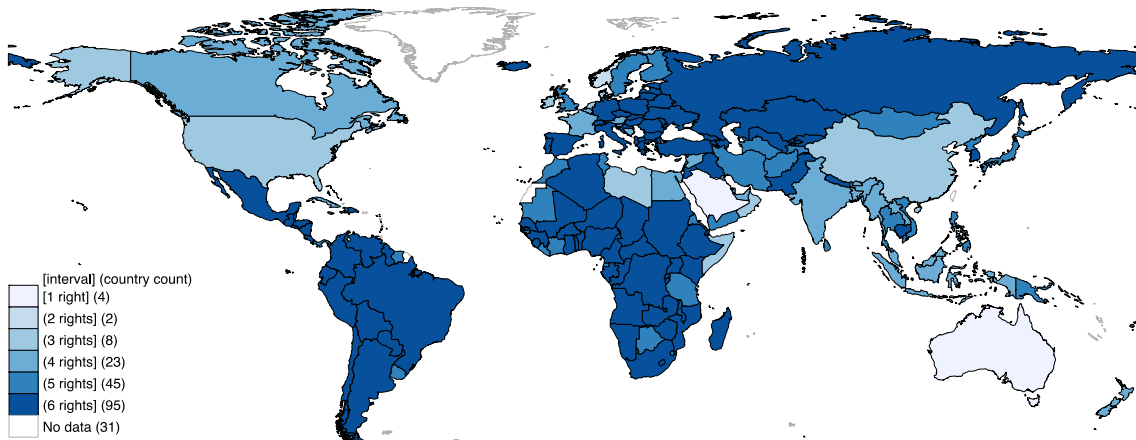 [interval] (country count)
[1 right] (4)
(2 rights] (2)
(3 rights] (8)
(4 rights] (23)
(5 rights] (45)
(6 rights] (95)
No data (31)